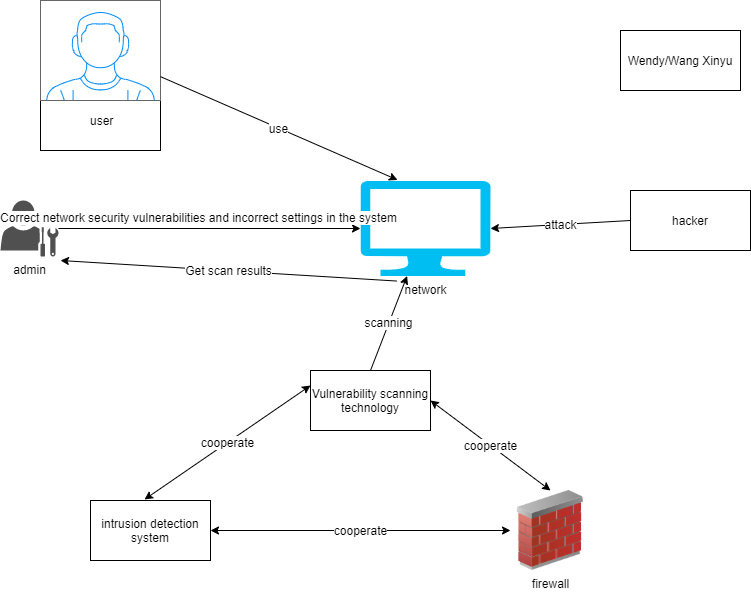 Wendy/Wang Xinyu
user
use
Correct network security vulnerabilities and incorrect settings in the system
hacker
attack
admin
Get scan results
network
scanning
Vulnerability scanning
technology
cooperate
cooperate
intrusion detection
system
cooperate
firewall